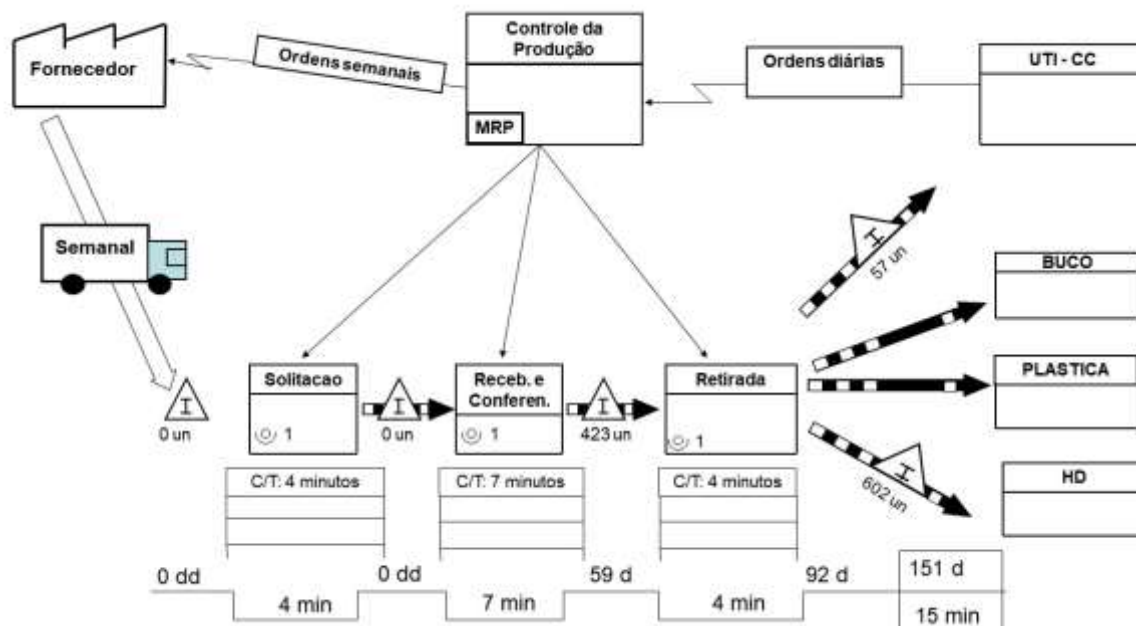 Controle da
Produção
MRP
Fornecedor
Ordens semanais
Ordens diárias
UTI - CC
Semanal
I
57 un
BUCO
PLASTICA
HD
I
0 un
Solitacao
1
I
0 un
Receb. e
Conferen.
1
I
423 un
Retirada
1
I
602 un
C/T: 4 minutos
C/T: 7 minutos
C/T: 4 minutos
0 dd
4 min
0 dd
7 min
59 d
4 min
92 d
151 d
15 min